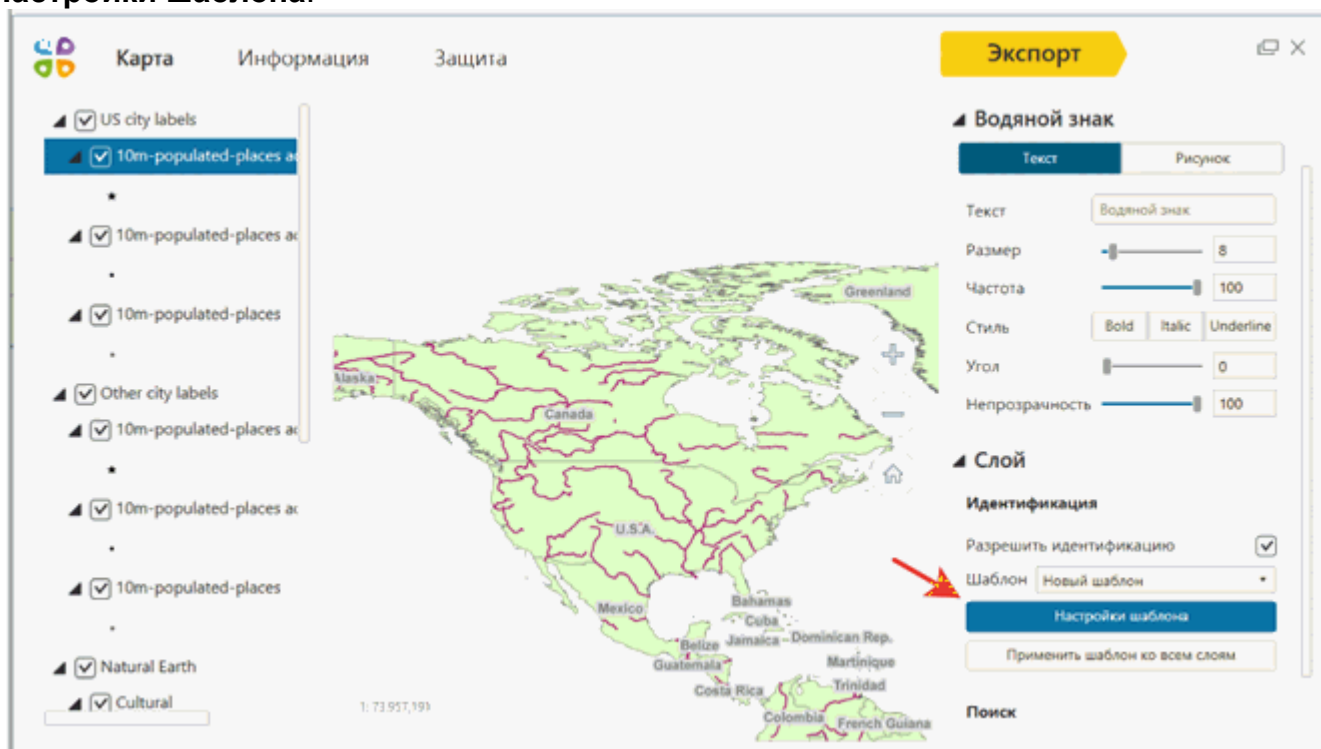 Настройки шаблона.
Карта Информация Защита
Экспорт
US city labels
10m-populated-places
10m-populated-places
10m-populated-places
Other city labels
10m-populated-places
10m-populated-places
10m-populated-places
Natural Earth
Cultural
Greenland
Alaska
Canada
U.S.A.
Mexico
Bahamas
Cuba
Belize Jamaica Dominican Rep.
Guatemala Martinique
Costa Rica Trinidad
Colombia French Guiana
Водяной знак
Текст Рисунок
Текст Водяной знак
Размер 8
Частота 100
Стиль Bold Italic Underline
Угол 0
Непрозрачность 100
Слой
Идентификация
Разрешить идентификацию
Шаблон Новый шаблон
Настройки шаблона
Применить шаблон ко всем слоям
Поиск